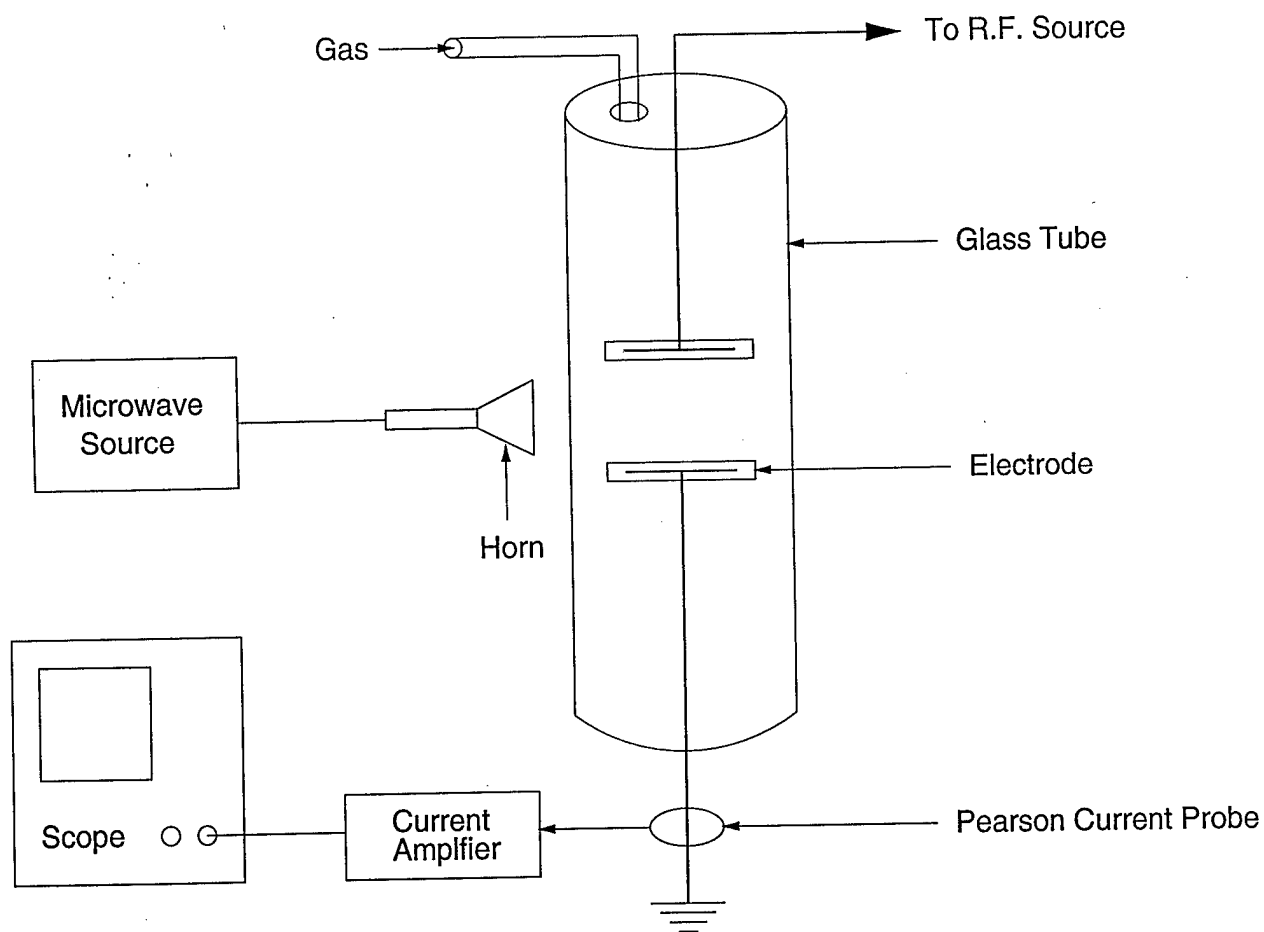 Gas
To R.F. Source
Glass Tube
Microwave
Source
Electrode
Horn
Scope
Current
Amplfier
Pearson Current Probe